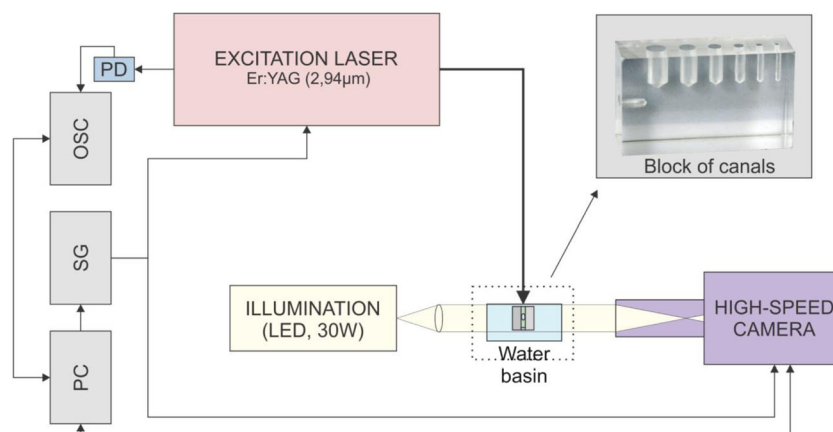 EXCITATION LASER
Er:YAG (2,94µm)
PD
OSC
Block of canals
SG
ILLUMINATION
(LED, 30W)
HIGH-SPEED
CAMERA
Water
basin
PC